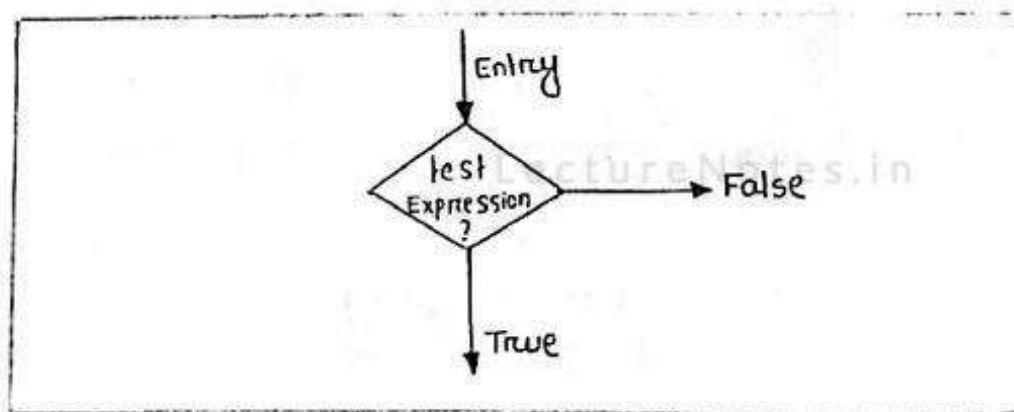 Entry
test
Expression
?
LectureNotes.in
False
True